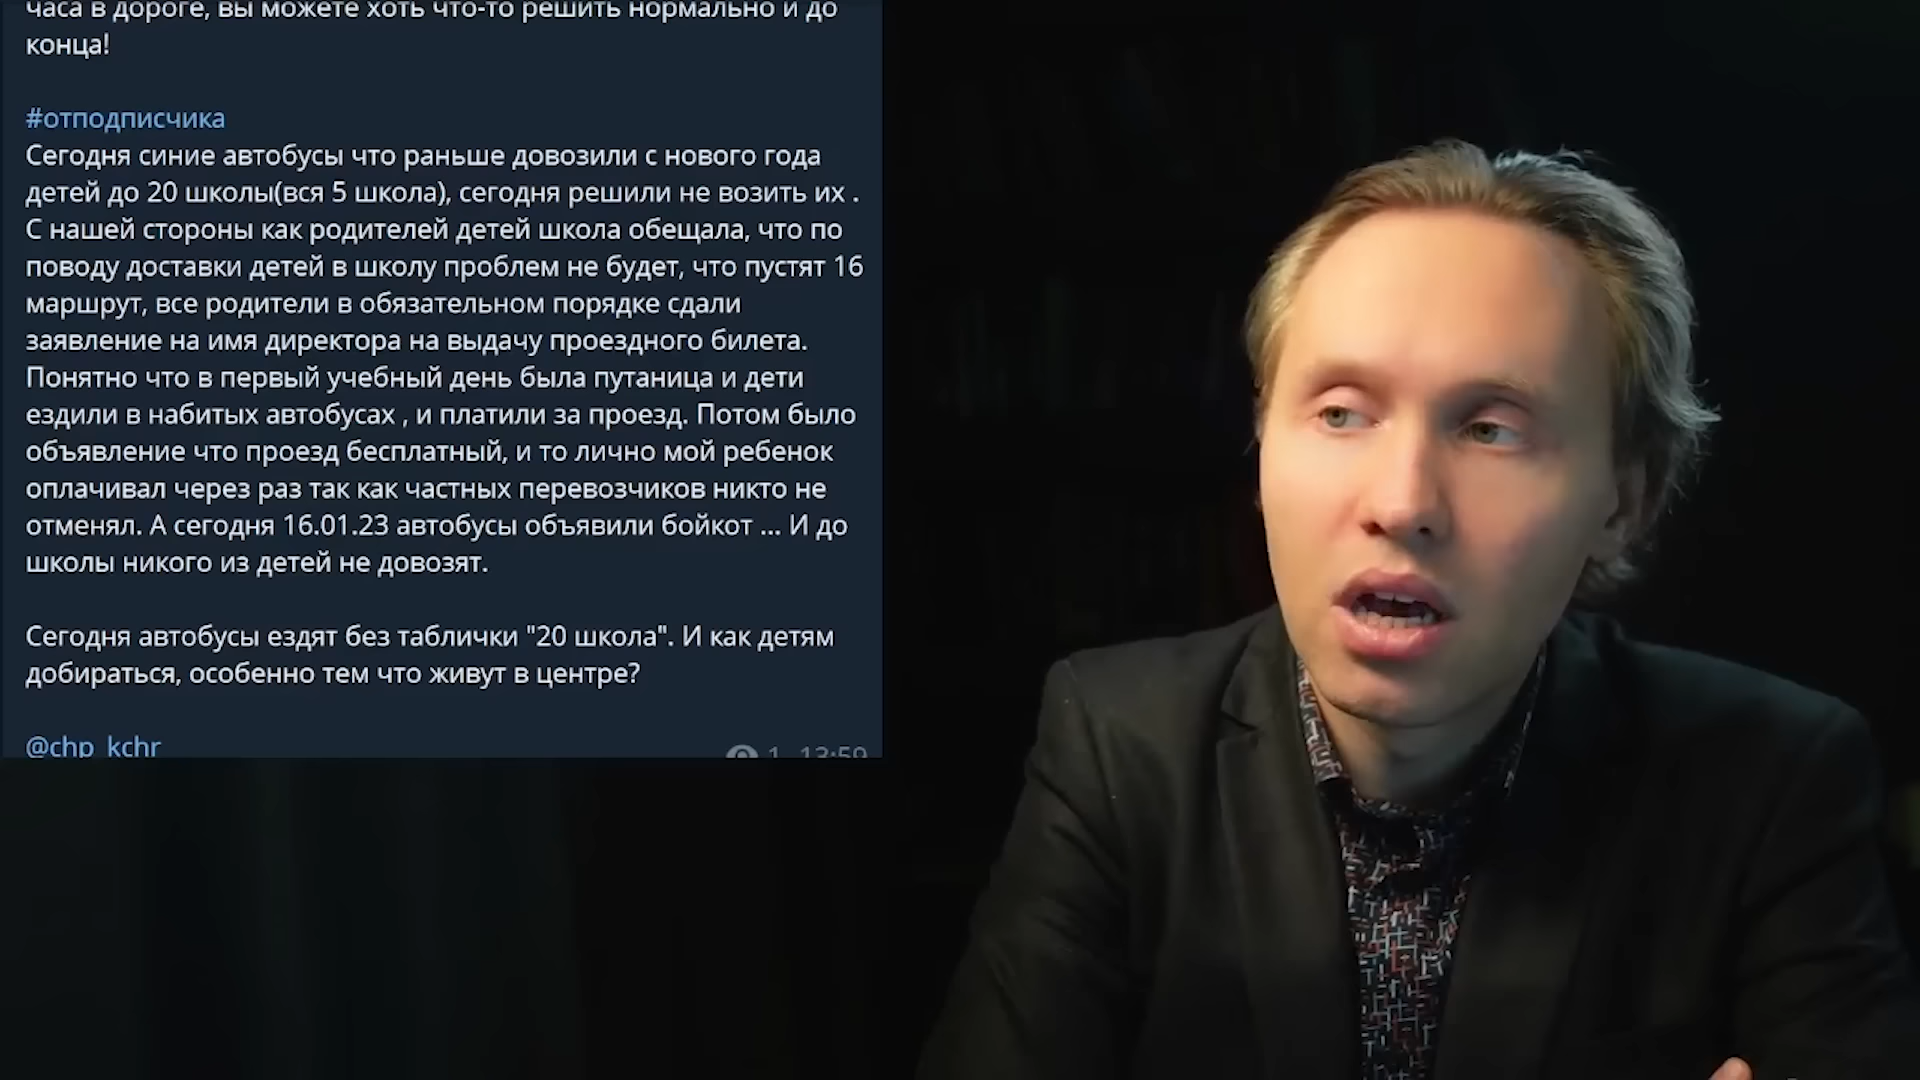 часа в дороге, вы можете хоть что-то решить нормально и до
конца!
#отподписчика
Сегодня синие автобусы что раньше довозили с нового года
детей до 20 школы(вся 5 школа), сегодня решили не возить их .
С нашей стороны как родителей детей школа обещала, что по
поводу доставки детей в школу проблем не будет, что пустят 16
маршрут, все родители в обязательном порядке сдали
заявление на имя директора на выдачу проездного билета.
Понятно что в первый учебный день была путаница и дети
ездили в набитых автобусах , и платили за проезд. Потом было
объявление что проезд бесплатный, и то лично мой ребенок
оплачивал через раз так как частных перевозчиков никто не
отменял. А сегодня 16.01.23 автобусы объявили бойкот ... И до
школы никого из детей не довозят.
Сегодня автобусы ездят без таблички "20 школа". И как детям
добираться, особенно тем что живут в центре?
@chp_kchr
1 13:59